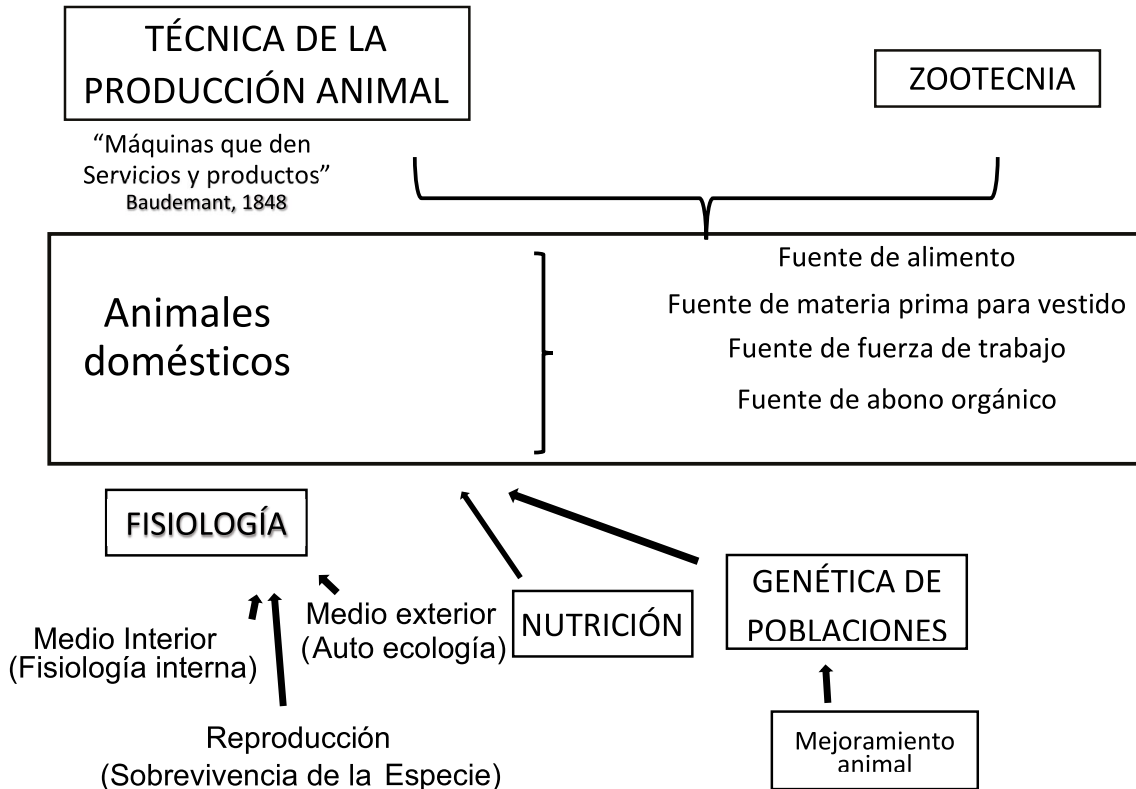 TÉCNICA DE LA
PRODUCCIÓN ANIMAL
ZOOTECNIA
“Máquinas que den
Servicios y productos”
Baudemant, 1848
Animales
domésticos
Fuente de alimento
Fuente de materia prima para vestido
Fuente de fuerza de trabajo
Fuente de abono orgánico
FISIOLOGÍA
Medio Interior
(Fisiología interna)
Medio exterior
(Auto ecología)
Reproducción
(Sobrevivencia de la Especie)
NUTRICIÓN
GENÉTICA DE
POBLACIONES
Mejoramiento
animal